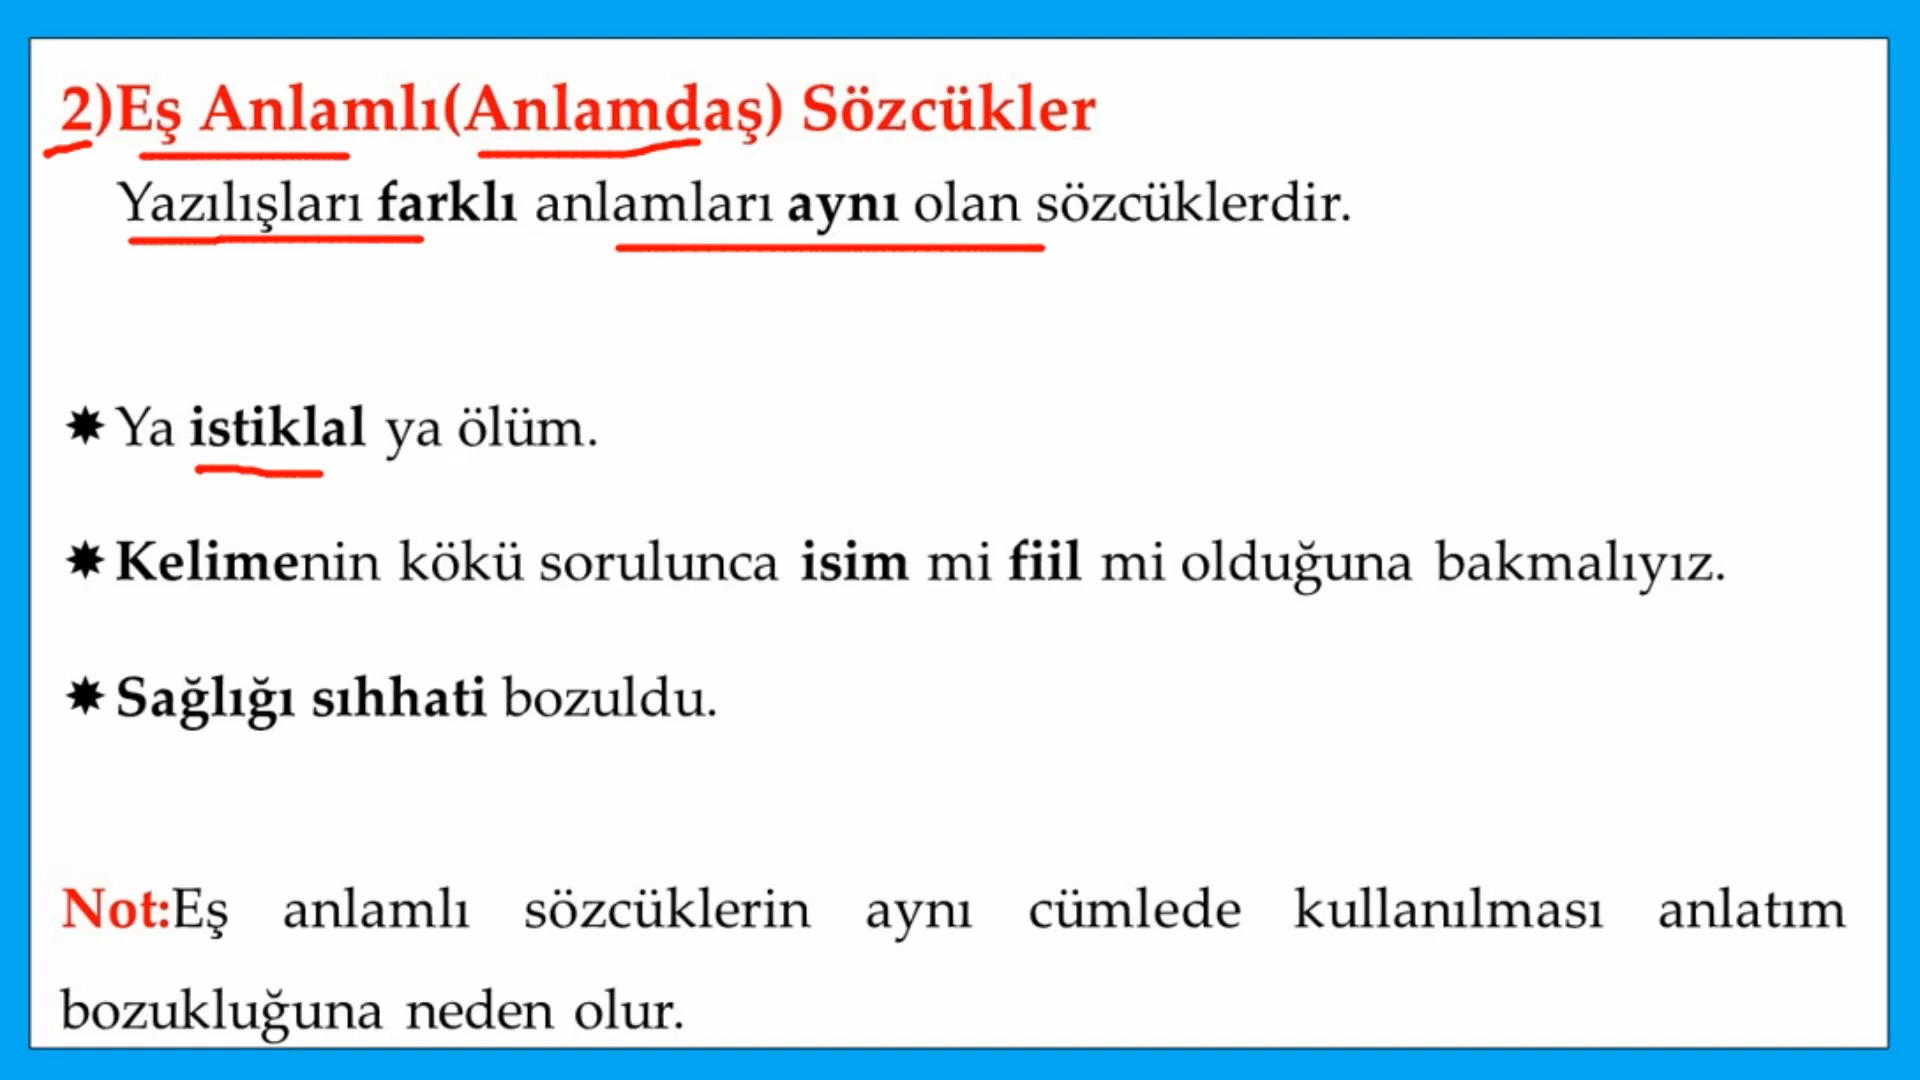 2)Eş Anlamlı(Anlamdaş) Sözcükler
Yazılışları farklı anlamları aynı olan sözcüklerdir.
✸ Ya istiklal ya ölüm.
✸ Kelimenin kökü sorulunca isim mi fiil mi olduğuna bakmalıyız.
✸ Sağlığı sıhhati bozuldu.
Not:Eş anlamlı sözcüklerin aynı cümlede kullanılması anlatım
bozukluğuna neden olur.